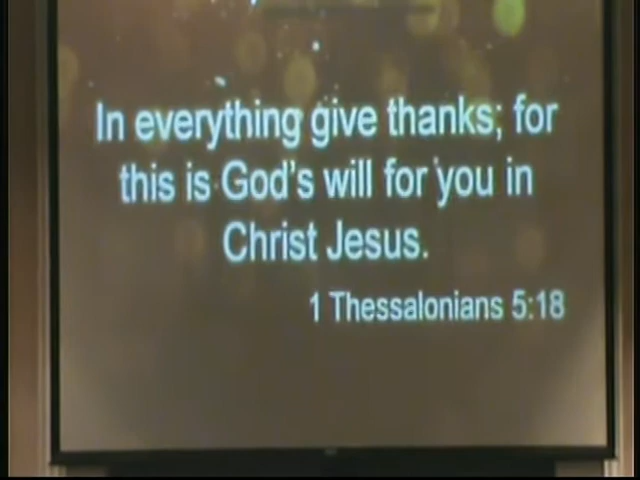 In everything give thanks; for
this is God's will for you in
Christ Jesus.
1 Thessalonians 5:18